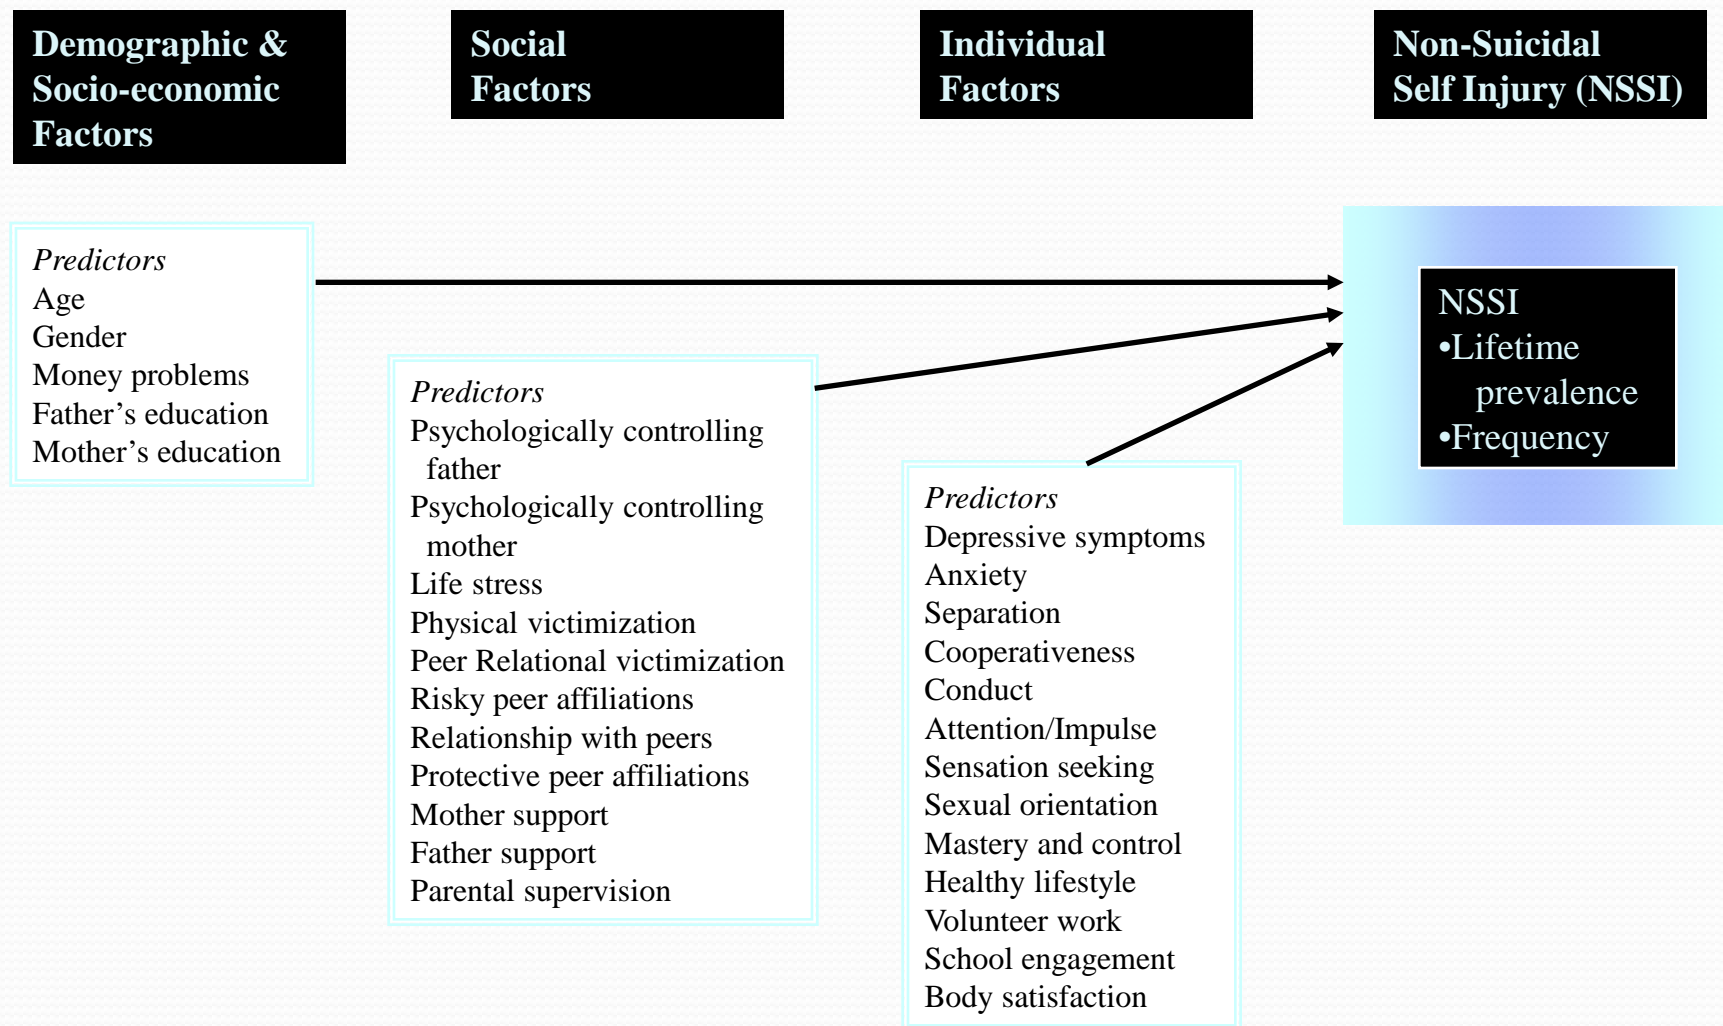 Demographic &
Socio-economic
Factors
Social
Factors
Individual
Factors
Non-Suicidal
Self Injury (NSSI)
Predictors
Age
Gender
Money problems
Father’s education
Mother’s education
Predictors
Psychologically controlling
father
Psychologically controlling
mother
Life stress
Physical victimization
Peer Relational victimization
Risky peer affiliations
Relationship with peers
Protective peer affiliations
Mother support
Father support
Parental supervision
Predictors
Depressive symptoms
Anxiety
Separation
Cooperativeness
Conduct
Attention/Impulse
Sensation seeking
Sexual orientation
Mastery and control
Healthy lifestyle
Volunteer work
School engagement
Body satisfaction
NSSI
•Lifetime
prevalence
•Frequency